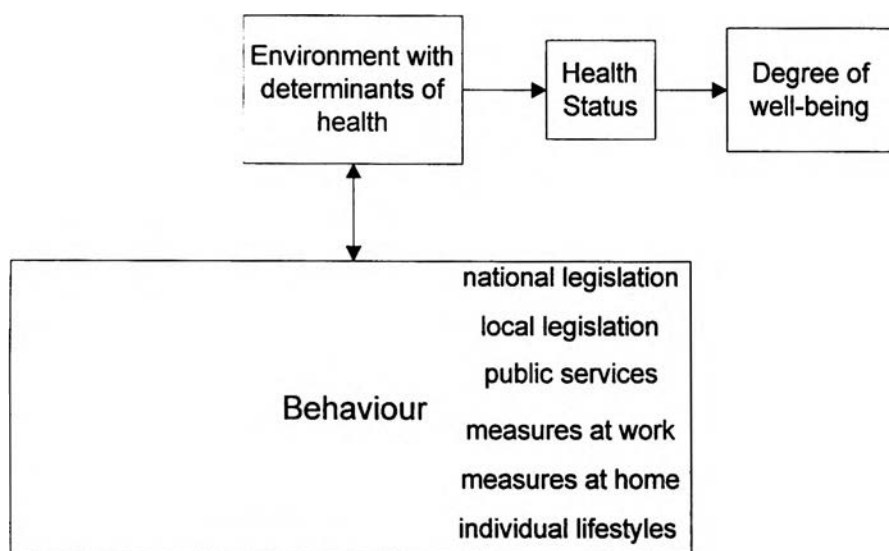 Environment with
determinants of
health
Health
Status
Degree of
well-being
Behaviour
national legislation
local legislation
public services
measures at work
measures at home
individual lifestyles